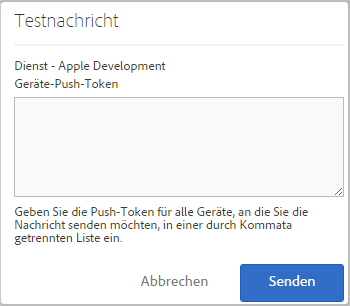 Testnachricht
Dienst - Apple Development
Geräte-Push-Token
Geben Sie die Push-Token für alle Geräte, an die Sie die
Nachricht senden möchten, in einer durch Kommata
getrennten Liste ein.
Abbrechen
Senden